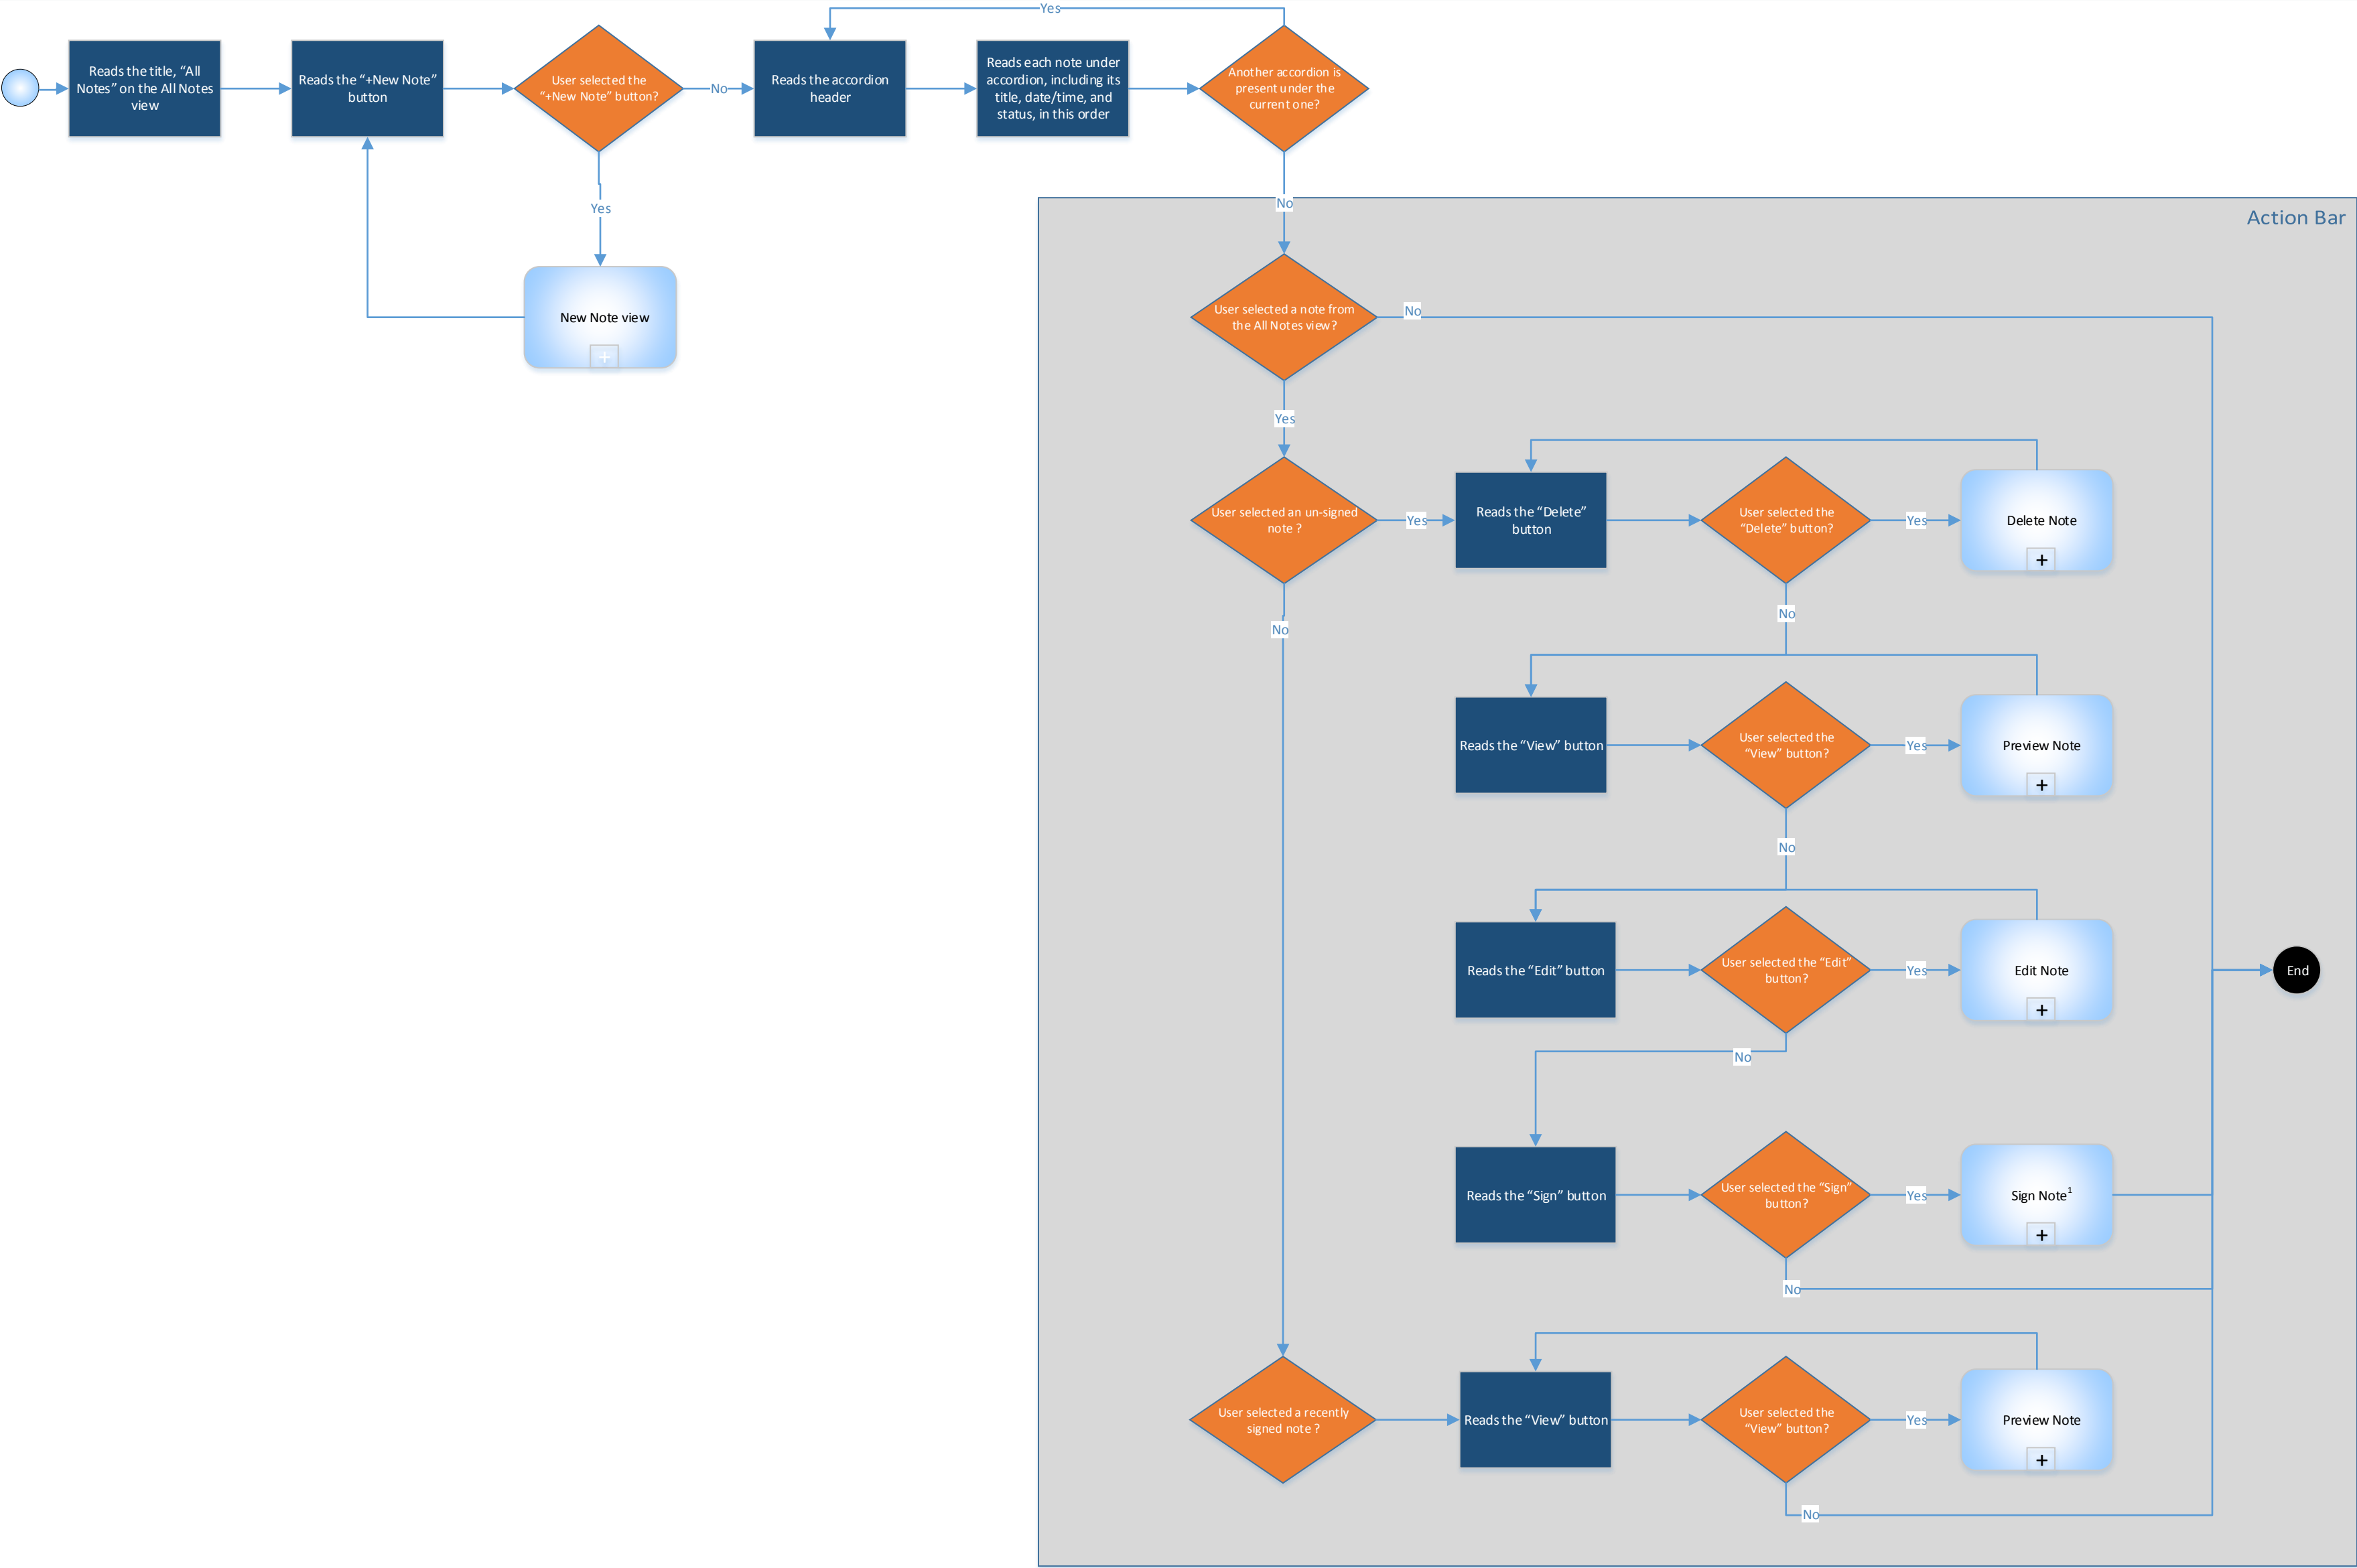 Yes
Reads the title, “All
Notes” on the All Notes
view
Reads the “+New Note”
button
User selected the
“+New Note” button?
No
Reads the accordion
header
Reads each note under
accordion, including its
title, date/time, and
status, in this order
Another accordion is
present under the
current one?
Yes
No
Action Bar
New Note view
+
User selected a note from
the All Notes view?
No
Yes
User selected an un-signed
note ?
Yes
Reads the “Delete”
button
User selected the
“Delete” button?
Yes
Delete Note
+
No
No
Reads the “View” button
User selected the
“View” button?
Yes
Preview Note
+
No
Reads the “Edit” button
User selected the “Edit”
button?
Yes
Edit Note
+
End
No
Reads the “Sign” button
User selected the “Sign”
button?
Yes
Sign Note1
+
No
User selected a recently
signed note ?
Reads the “View” button
User selected the
“View” button?
Yes
Preview Note
+
No